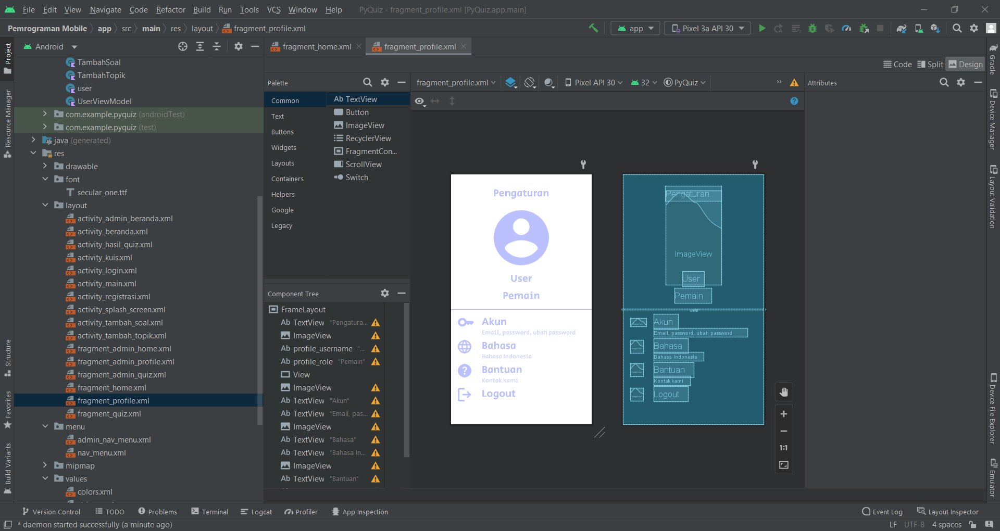 File Edit View Navigate Code Refactor Build Run Tools VCS Window Help PyQuiz - fragment_profile.xml [PyQuiz.app.main]
Pemrograman Mobile app src main res layout fragment_profile.xml app Pixel 3a API 30
Project
Resource Manager
Structure
Favorites
Build Variants
Android
TambahSoal
TambahTopik
user
UserViewModel
com.example.pyquiz (androidTest)
com.example.pyquiz (test)
java (generated)
res
drawable
font
secular_one.ttf
layout
activity_admin_beranda.xml
activity_beranda.xml
activity_hasil_quiz.xml
activity_kuis.xml
activity_login.xml
activity_main.xml
activity_registrasi.xml
activity_splash_screen.xml
activity_tambah_soal.xml
activity_tambah_topik.xml
fragment_admin_home.xml
fragment_admin_profile.xml
fragment_admin_quiz.xml
fragment_home.xml
fragment_profile.xml
fragment_quiz.xml
menu
admin_nav_menu.xml
nav_menu.xml
mipmap
values
colors.xml
fragment_home.xml fragment_profile.xml
Code Split Design
Palette
Common
Text
Buttons
Widgets
Layouts
Containers
Helpers
Google
Legacy
Ab TextView
Button
ImageView
RecyclerView
FragmentCon...
ScrollView
Switch
Component Tree
FrameLayout
Ab TextView "Pengatura...
ImageView
Ab profile_username "...
Ab profile_role "Pemain"
View
ImageView
Ab TextView "Akun"
Ab TextView "Email, pas...
ImageView
Ab TextView "Bahasa"
Ab TextView "Bahasa In...
ImageView
Ab TextView "Bantuan"
fragment_profile.xml Pixel API 30 32 PyQuiz
Pengaturan
User
Pemain
Akun
Email, password, ubah password
Bahasa
Bahasa Indonesia
Bantuan
Kontak kami
Logout
Pengaturan
ImageView
User
Pemain
View
Akun
Email, password, ubah password
Bahasa
Bahasa Indonesia
Bantuan
Kontak kami
Logout
1:1
Attributes
Gradle
Device Manager
Layout Validation
Device File Explorer
Emulator
Version Control TODO Problems Terminal Logcat Profiler App Inspection Event Log Layout Inspector
* daemon started successfully (a minute ago) LF UTF-8 4 spaces